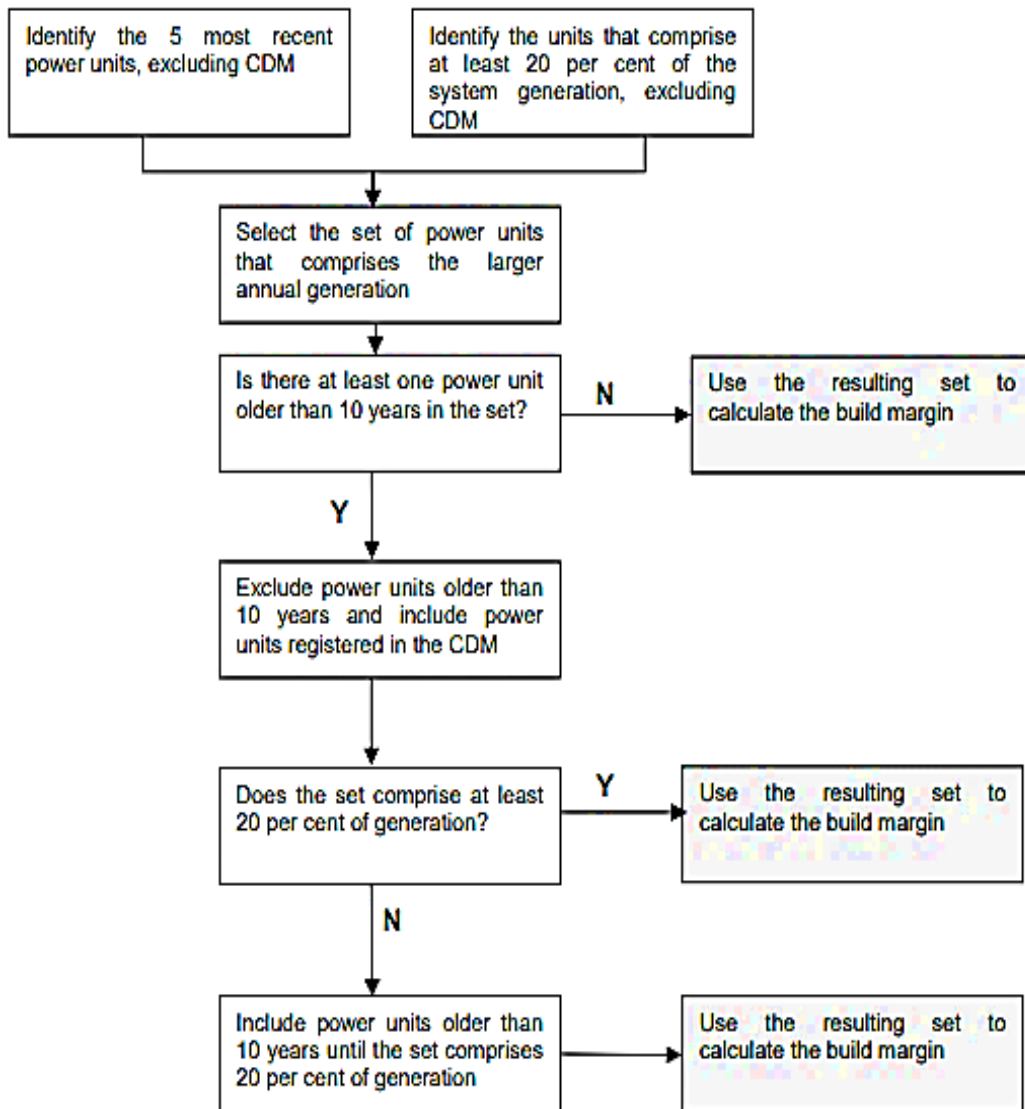 Identify the 5 most recent
power units, excluding CDM
Identify the units that comprise
at least 20 per cent of the
system generation, excluding
CDM
Select the set of power units
that comprises the larger
annual generation
Is there at least one power unit
older than 10 years in the set?
N
Use the resulting set to
calculate the build margin
Y
Exclude power units older than
10 years and include power
units registered in the CDM
Does the set comprise at least
20 per cent of generation?
Y
Use the resulting set to
calculate the build margin
N
Include power units older than
10 years until the set comprises
20 per cent of generation
Use the resulting set to
calculate the build margin